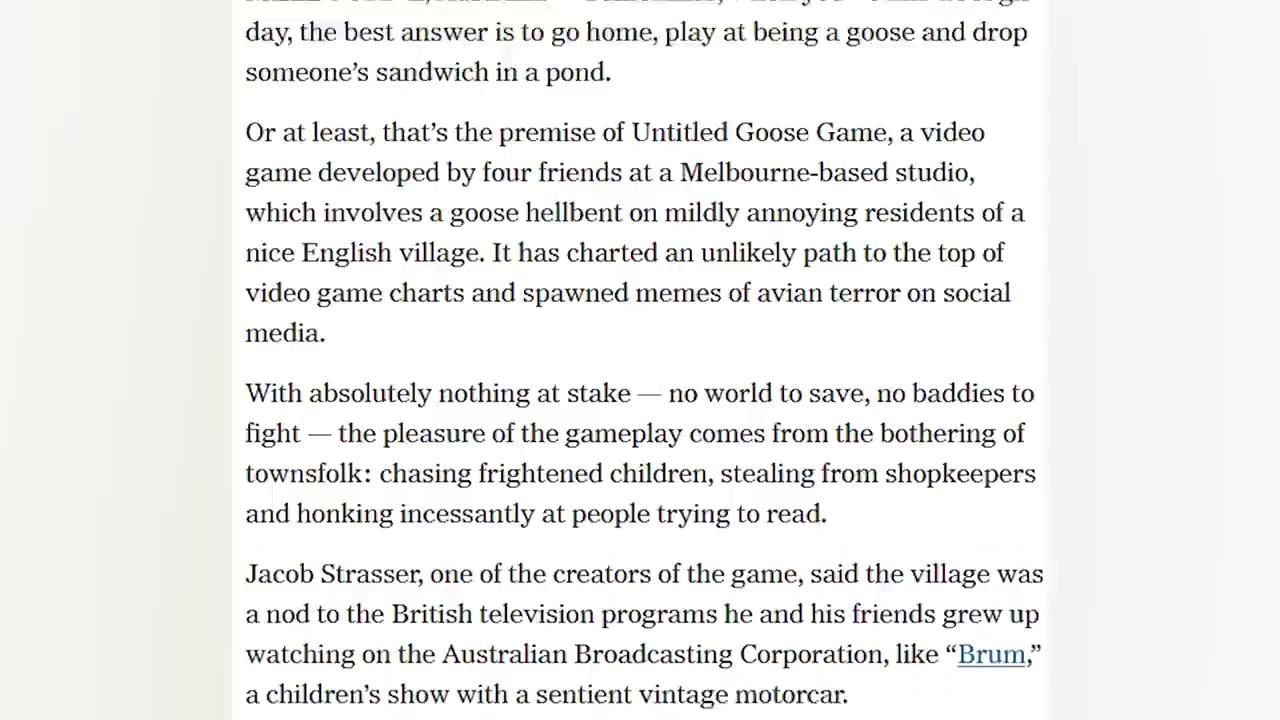 day, the best answer is to go home, play at being a goose and drop
someone’s sandwich in a pond.
Or at least, that’s the premise of Untitled Goose Game, a video
game developed by four friends at a Melbourne-based studio,
which involves a goose hellbent on mildly annoying residents of a
nice English village. It has charted an unlikely path to the top of
video game charts and spawned memes of avian terror on social
media.
With absolutely nothing at stake — no world to save, no baddies to
fight — the pleasure of the gameplay comes from the bothering of
townsfolk: chasing frightened children, stealing from shopkeepers
and honking incessantly at people trying to read.
Jacob Strasser, one of the creators of the game, said the village was
a nod to the British television programs he and his friends grew up
watching on the Australian Broadcasting Corporation, like “Brum,”
a children’s show with a sentient vintage motorcar.